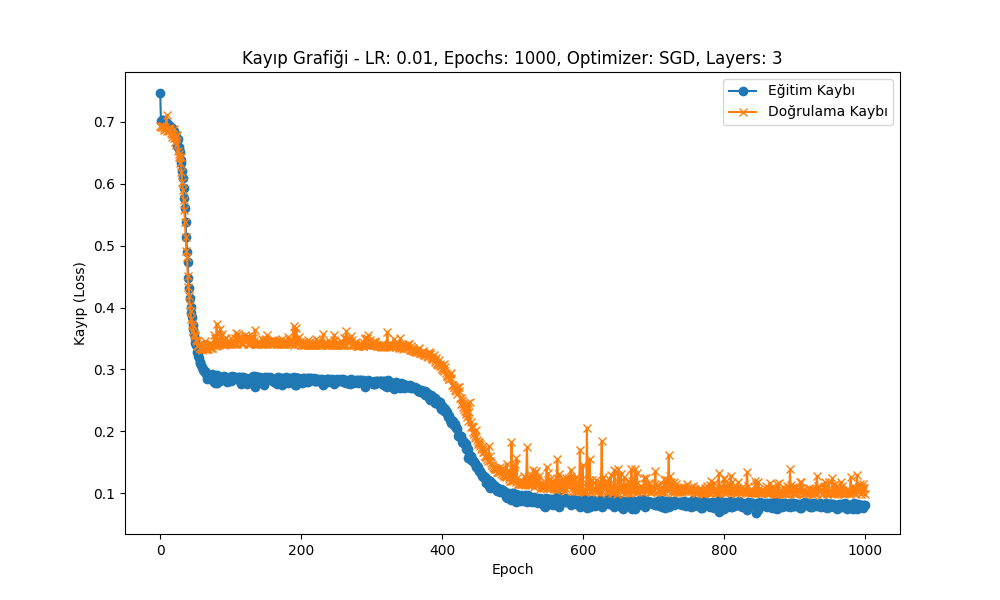 Kayıp Grafiği - LR: 0.01, Epochs: 1000, Optimizer: SGD, Layers: 3
Eğitim Kaybı
Doğrulama Kaybı
Kayıp (Loss)
0.7
0.6
0.5
0.4
0.3
0.2
0.1
0 200 400 600 800 1000
Epoch